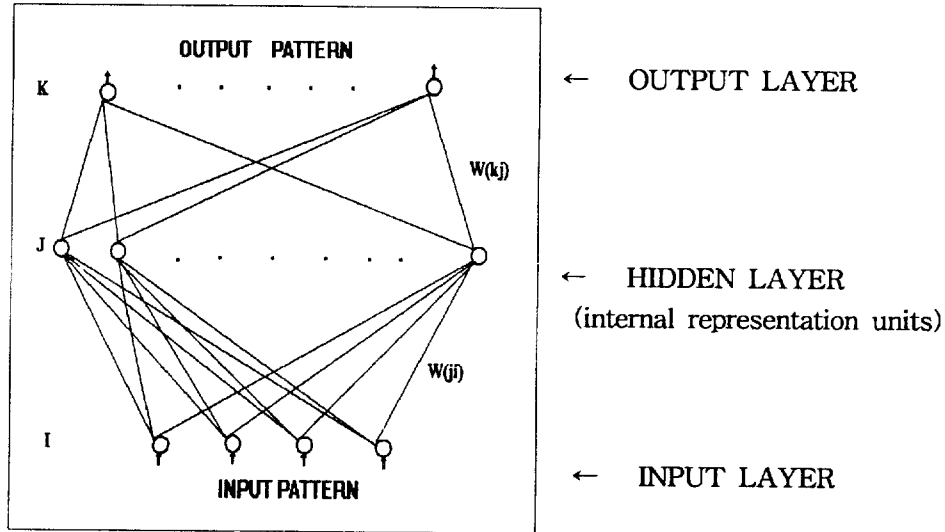 OUTPUT PATTERN
K
← OUTPUT LAYER
W(kj)
J
← HIDDEN LAYER
(internal representation units)
W(ji)
I
INPUT PATTERN
← INPUT LAYER